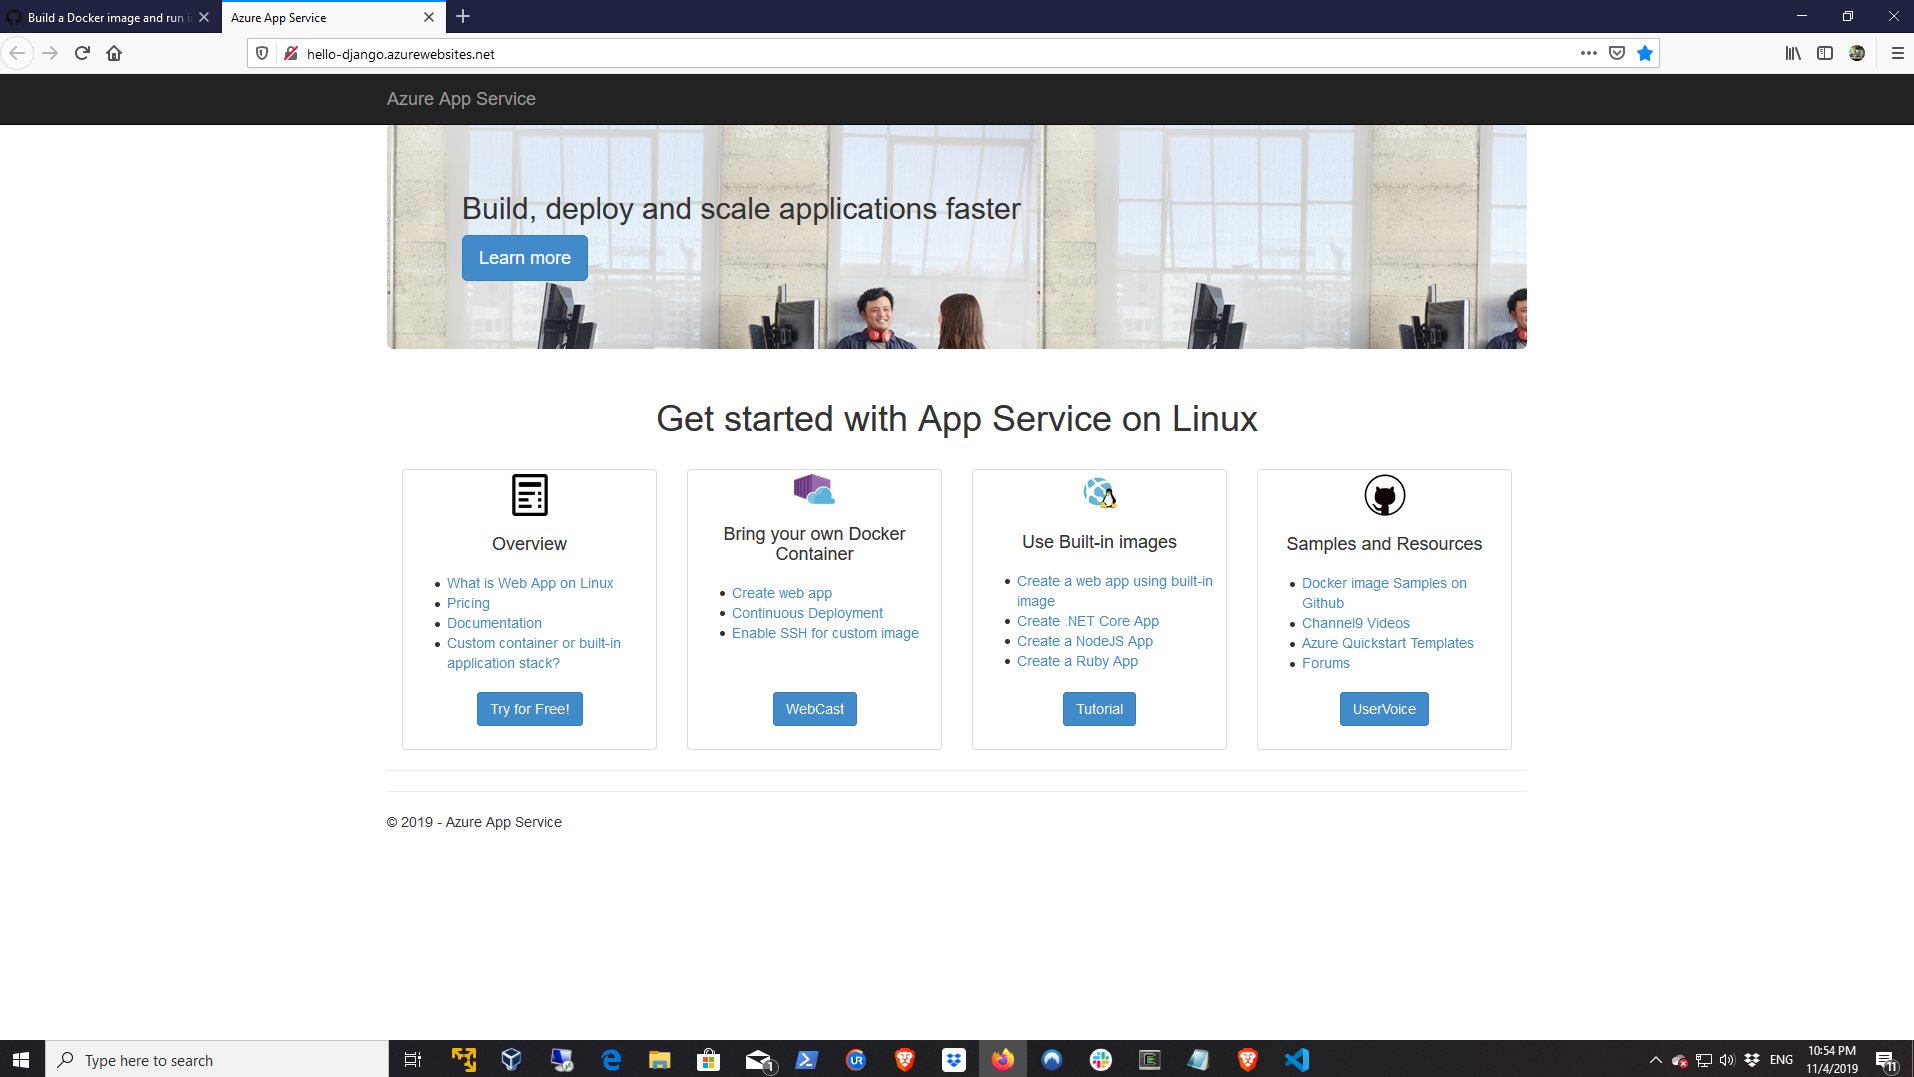 Build a Docker image and run i
Azure App Service
hello-django.azurewebsites.net
Azure App Service
Build, deploy and scale applications faster
Learn more
Get started with App Service on Linux
Overview
What is Web App on Linux
Pricing
Documentation
Custom container or built-in
application stack?
Try for Free!
Bring your own Docker
Container
Create web app
Continuous Deployment
Enable SSH for custom image
WebCast
Use Built-in images
Create a web app using built-in
image
Create .NET Core App
Create a NodeJS App
Create a Ruby App
Tutorial
Samples and Resources
Docker image Samples on
Github
Channel9 Videos
Azure Quickstart Templates
Forums
UserVoice
© 2019 - Azure App Service
Type here to search
1
UR
ENG
10:54 PM
11/4/2019
11